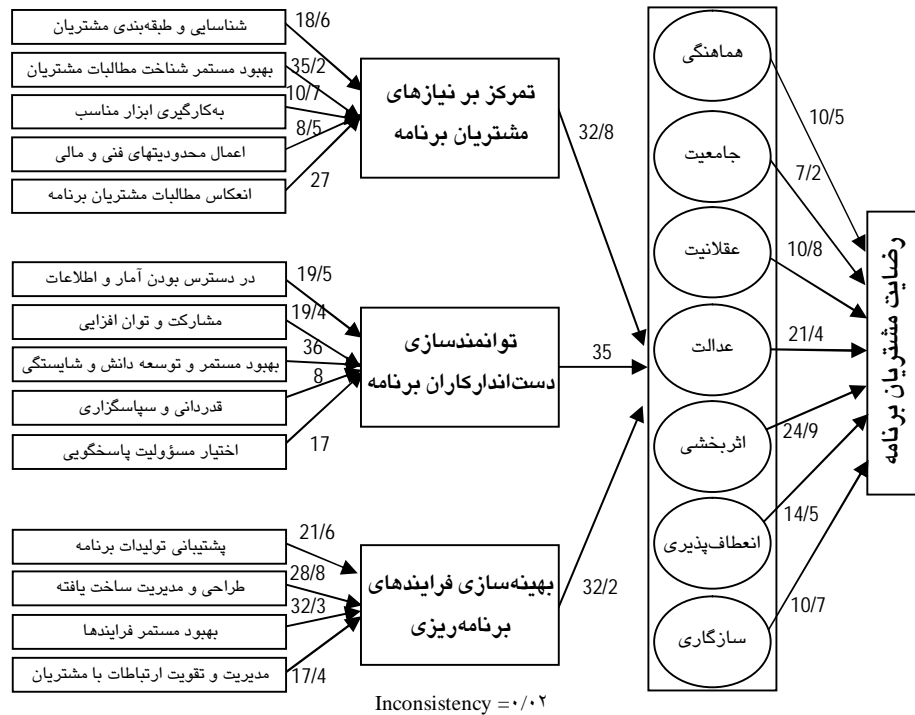 شناسایی و طبقه‌بندی مشتریان
18/6
بهبود مستمر شناخت مطالبات مشتریان
35/2
به‌کارگیری ابزار مناسب
10/7
اعمال محدودیتهای فنی و مالی
8/5
انعکاس مطالبات مشتریان برنامه
27
تمرکز بر نیازهای
مشتریان برنامه
32/8
در دسترس بودن آمار و اطلاعات
19/5
مشارکت و توان افزایی
19/4
بهبود مستمر و توسعه دانش و شایستگی
36
قدردانی و سپاسگزاری
8
اختیار مسؤولیت پاسخگویی
17
توانمندسازی
دست‌اندارکاران برنامه
35
پشتیبانی تولیدات برنامه
21/6
طراحی و مدیریت ساخت یافته
28/8
بهبود مستمر فرایندها
32/3
مدیریت و تقویت ارتباطات با مشتریان
17/4
بهینه‌سازی فرایندهای
برنامه‌ریزی
32/2
هماهنگی
10/5
جامعیت
7/2
عقلانیت
10/8
عدالت
21/4
اثربخشی
24/9
انعطاف‌پذیری
14/5
سازگاری
10/7
رضایت مشتریان برنامه
Inconsistency =۰/۰۲